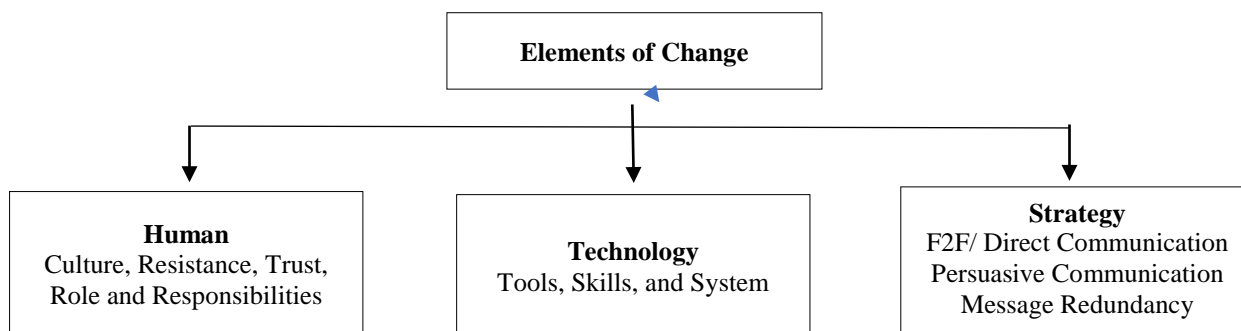 Elements of Change
Human
Culture, Resistance, Trust,
Role and Responsibilities
Technology
Tools, Skills, and System
Strategy
F2F/ Direct Communication
Persuasive Communication
Message Redundancy